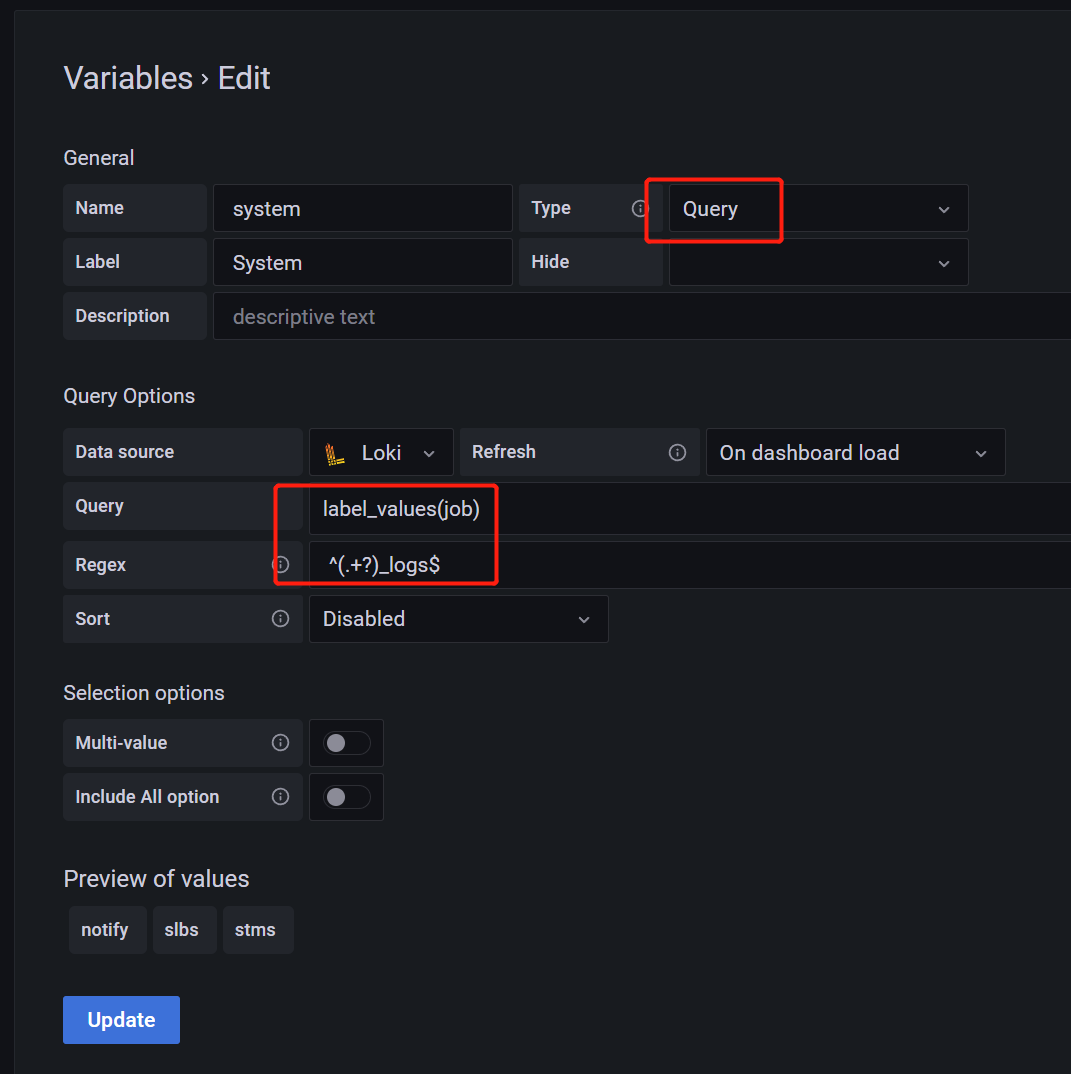 Variables › Edit
General
Name system Type Query
Label System Hide
Description descriptive text
Query Options
Data source Loki Refresh On dashboard load
Query label_values(job)
Regex ^(.+?)_logs$
Sort Disabled
Selection options
Multi-value
Include All option
Preview of values
notify slbs stms
Update